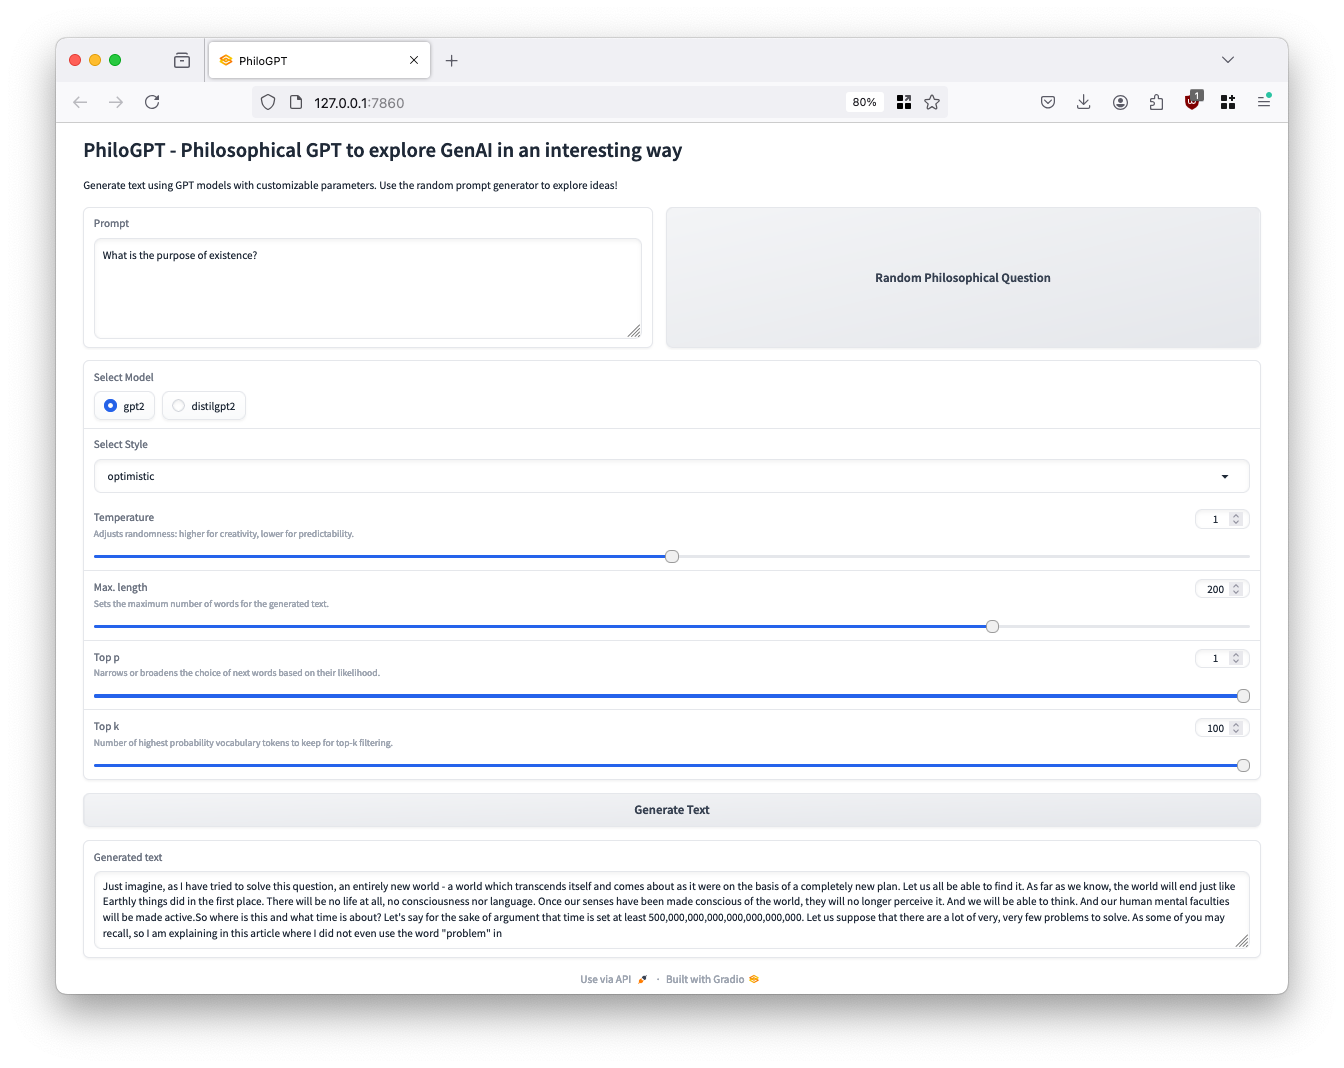 PhiloGPT
127.0.0.1:7860
80%
1
PhiloGPT - Philosophical GPT to explore GenAI in an interesting way
Generate text using GPT models with customizable parameters. Use the random prompt generator to explore ideas!
Prompt
What is the purpose of existence?
Random Philosophical Question
Select Model
gpt2
distilgpt2
Select Style
optimistic
Temperature
1
Adjusts randomness: higher for creativity, lower for predictability.
Max. length
200
Sets the maximum number of words for the generated text.
Top p
1
Narrows or broadens the choice of next words based on their likelihood.
Top k
100
Number of highest probability vocabulary tokens to keep for top-k filtering.
Generate Text
Generated text
Just imagine, as I have tried to solve this question, an entirely new world - a world which transcends itself and comes about as it were on the basis of a completely new plan. Let us all be able to find it. As far as we know, the world will end just like
Earthly things did in the first place. There will be no life at all, no consciousness nor language. Once our senses have been made conscious of the world, they will no longer perceive it. And we will be able to think. And our human mental faculties
will be made active.So where is this and what time is about? Let's say for the sake of argument that time is set at least 500,000,000,000,000,000,000,000. Let us suppose that there are a lot of very, very few problems to solve. As some of you may
recall, so I am explaining in this article where I did not even use the word "problem" in
Use via API · Built with Gradio